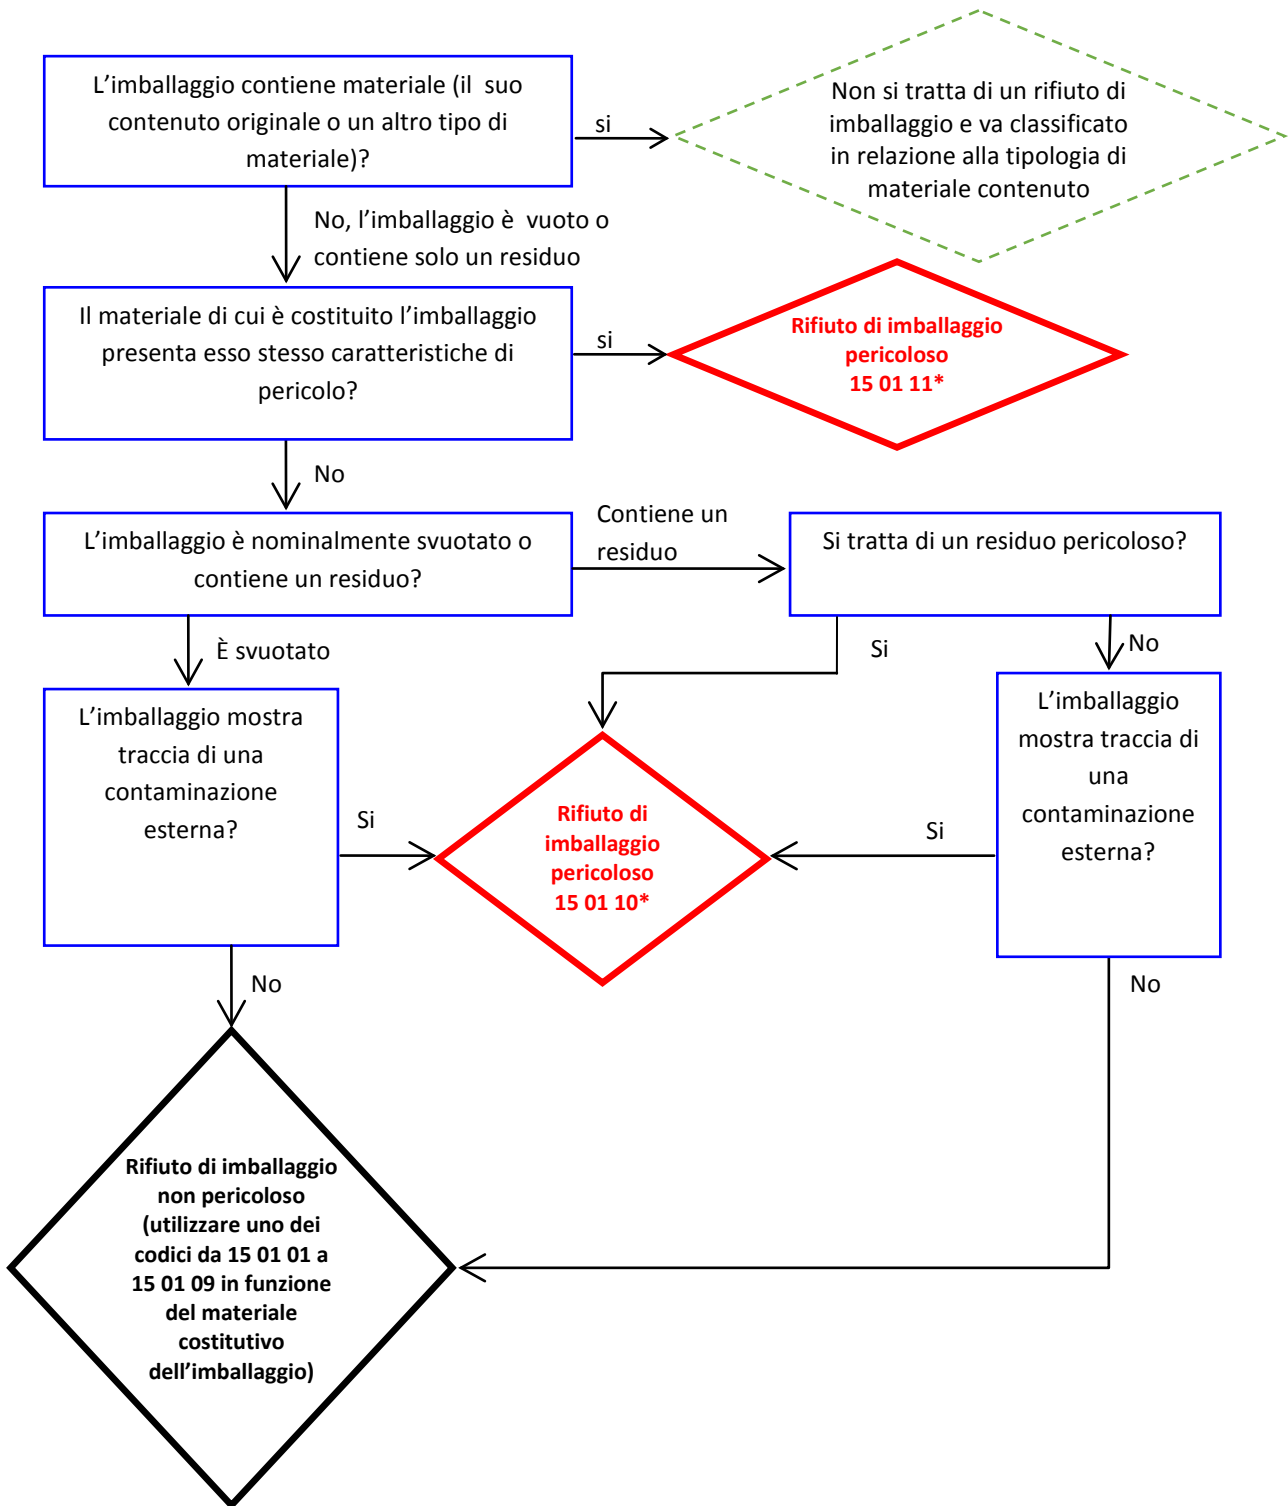 L'imballaggio contiene materiale (il  suo
contenuto originale o un altro tipo di
materiale)?
si
Non si tratta di un rifiuto di
imballaggio e va classificato
in relazione alla tipologia di
materiale contenuto
No, l'imballaggio è  vuoto o
contiene solo un residuo
Il materiale di cui è costituito l'imballaggio
presenta esso stesso caratteristiche di
pericolo?
si
Rifiuto di imballaggio
pericoloso
15 01 11*
No
L'imballaggio è nominalmente svuotato o
contiene un residuo?
Contiene un
residuo
Si tratta di un residuo pericoloso?
È svuotato
Si
No
L'imballaggio mostra
traccia di una
contaminazione
esterna?
Si
Rifiuto di
imballaggio
pericoloso
15 01 10*
Si
L'imballaggio
mostra traccia di
una
contaminazione
esterna?
No
No
Rifiuto di imballaggio
non pericoloso
(utilizzare uno dei
codici da 15 01 01 a
15 01 09 in funzione
del materiale
costitutivo
dell'imballaggio)